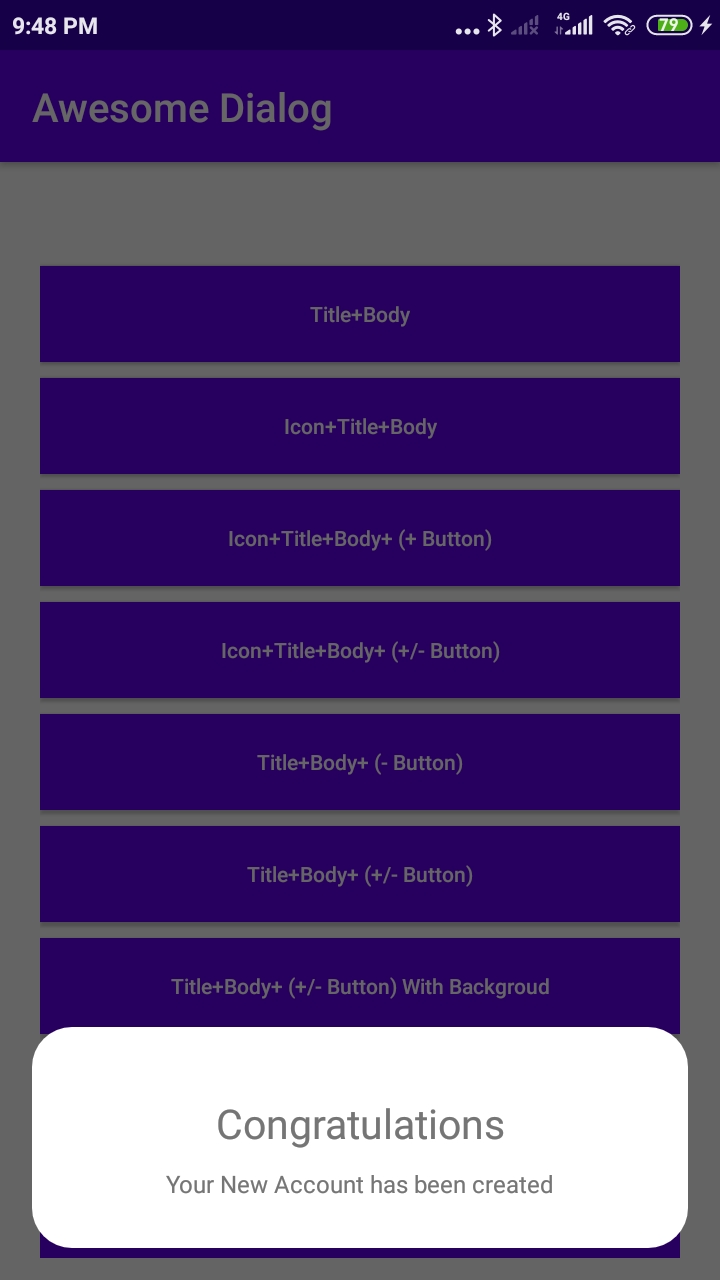 9:48 PM
4G
79
Awesome Dialog
Title+Body
Icon+Title+Body
Icon+Title+Body+ (+ Button)
Icon+Title+Body+ (+/- Button)
Title+Body+ (- Button)
Title+Body+ (+/- Button)
Title+Body+ (+/- Button) With Backgroud
Congratulations
Your New Account has been created